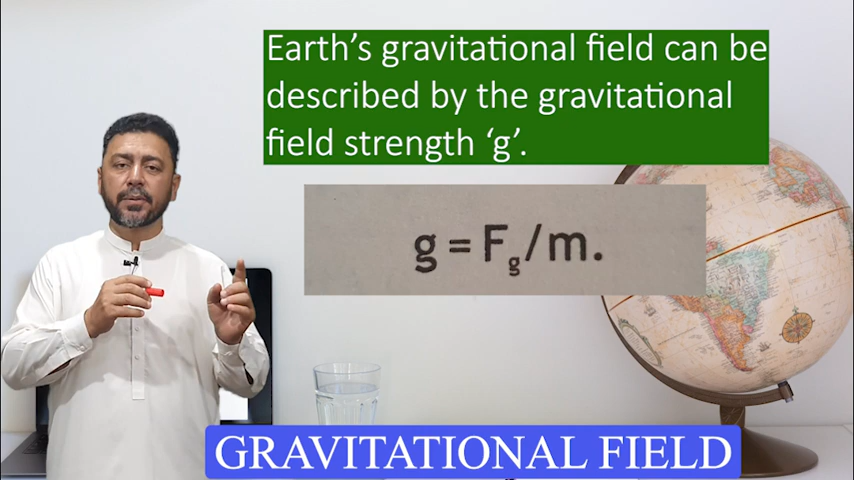 Earth’s gravitational field can be
described by the gravitational
field strength ‘g’.
g = Fg/m.
GRAVITATIONAL FIELD